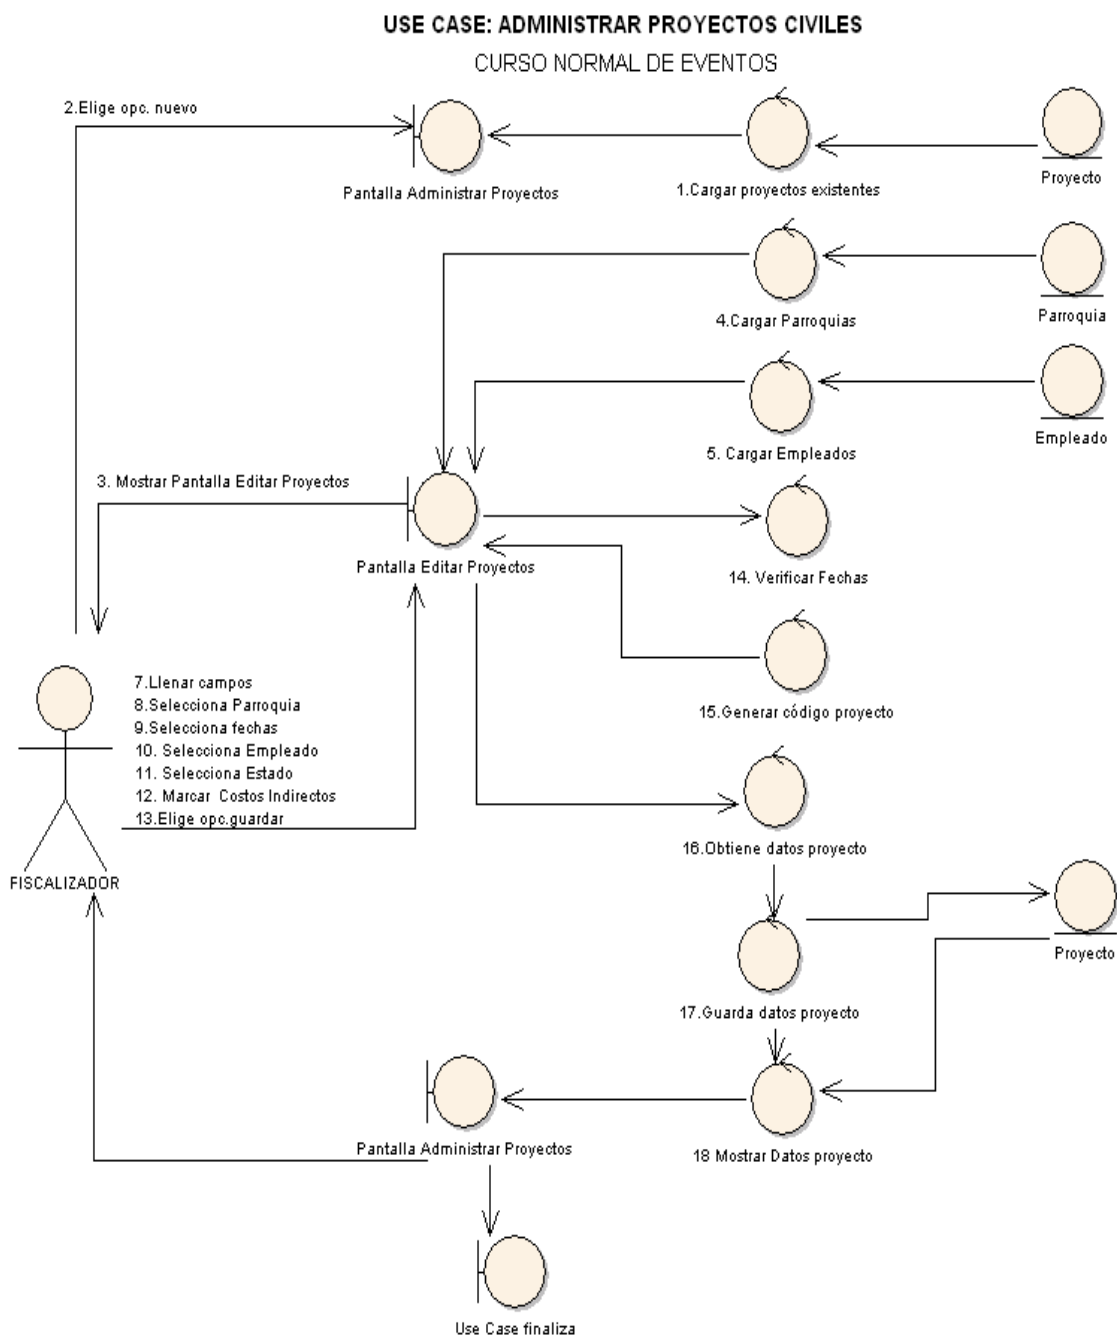 USE CASE: ADMINISTRAR PROYECTOS CIVILES
CURSO NORMAL DE EVENTOS
2.Elige opc. nuevo
Pantalla Administrar Proyectos
1.Cargar proyectos existentes
Proyecto
4.Cargar Parroquias
Parroquia
5. Cargar Empleados
Empleado
3. Mostrar Pantalla Editar Proyectos
Pantalla Editar Proyectos
14. Verificar Fechas
7.Llenar campos
8.Selecciona Parroquia
9.Selecciona fechas
10. Selecciona Empleado
11. Selecciona Estado
12. Marcar Costos Indirectos
13.Elige opc.guardar
15.Generar código proyecto
16.Obtiene datos proyecto
FISCALIZADOR
Proyecto
17.Guarda datos proyecto
Pantalla Administrar Proyectos
18 Mostrar Datos proyecto
Use Case finaliza